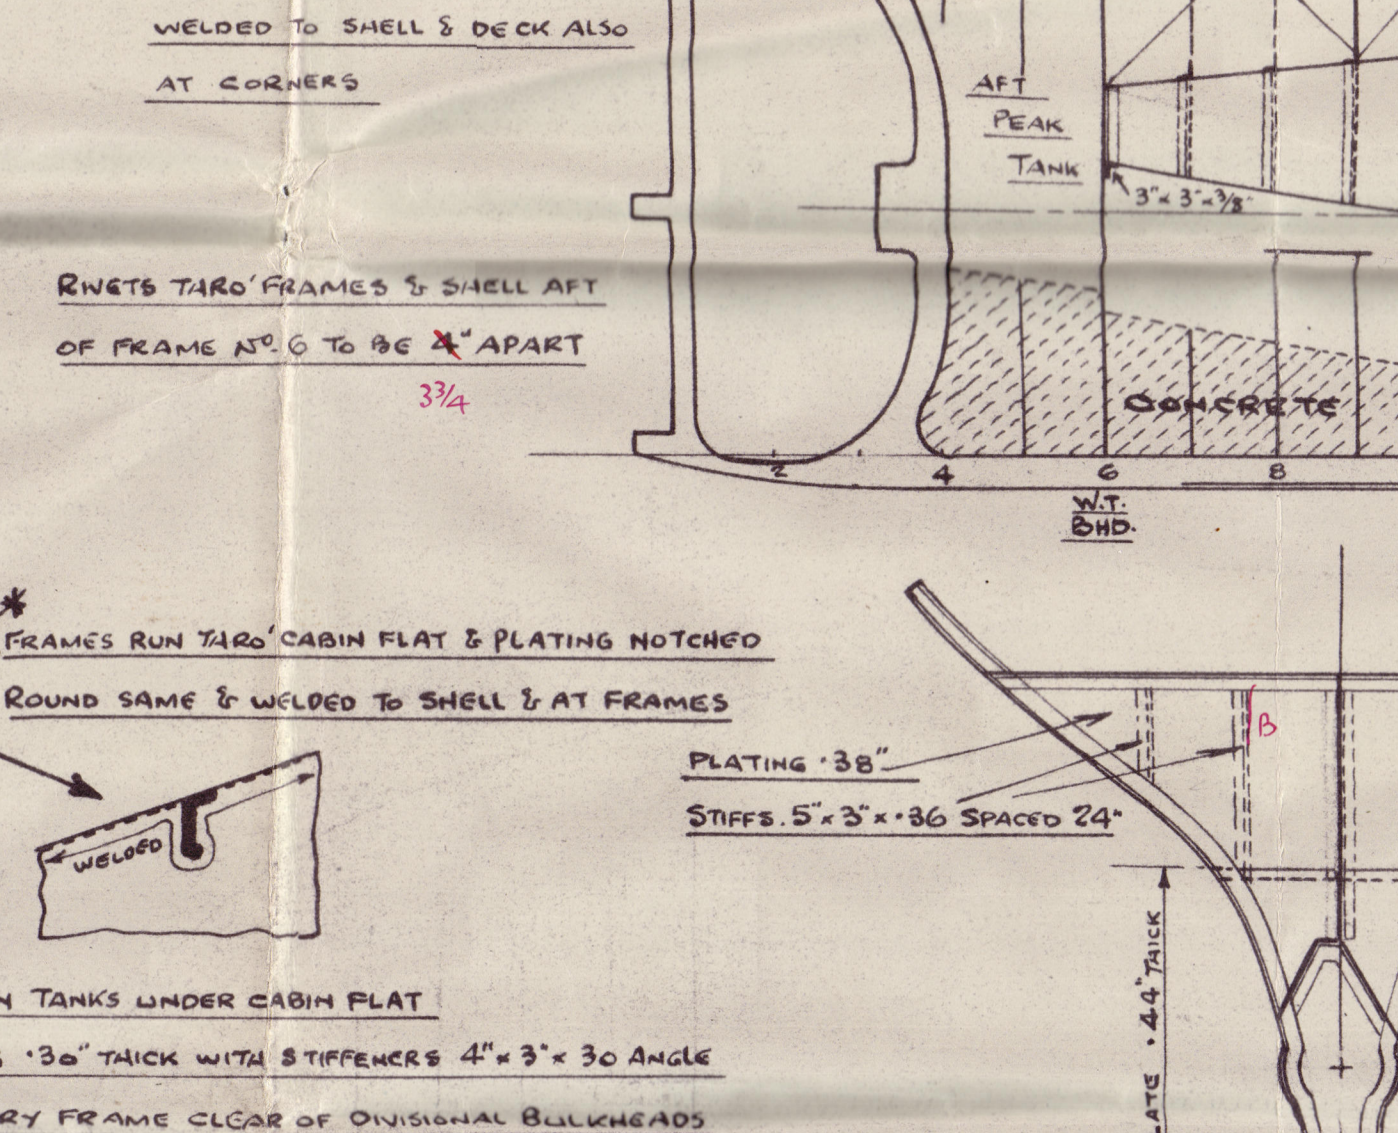 WELDED TO SHELL & DECK ALSO
AT CORNERS
AFT
PEAK
TANK
3"x 3"x 3/8"
RIVETS THRO' FRAMES & SHELL AFT
OF FRAME No. 6 TO BE 4" APART
3 3/4
CONCRETE
2 4 6 8
W.T.
BHD.
*
FRAMES RUN THRO' CABIN FLAT & PLATING NOTCHED
ROUND SAME & WELDED TO SHELL & AT FRAMES
B
PLATING .38"
STIFFS. 5"x 3"x .36 SPACED 24"
WELDED
LATE .44" THICK
N TANKS UNDER CABIN FLAT
.30" THICK WITH STIFFENERS 4"x 3"x 30 ANGLE
RY FRAME CLEAR OF DIVISIONAL BULKHEADS